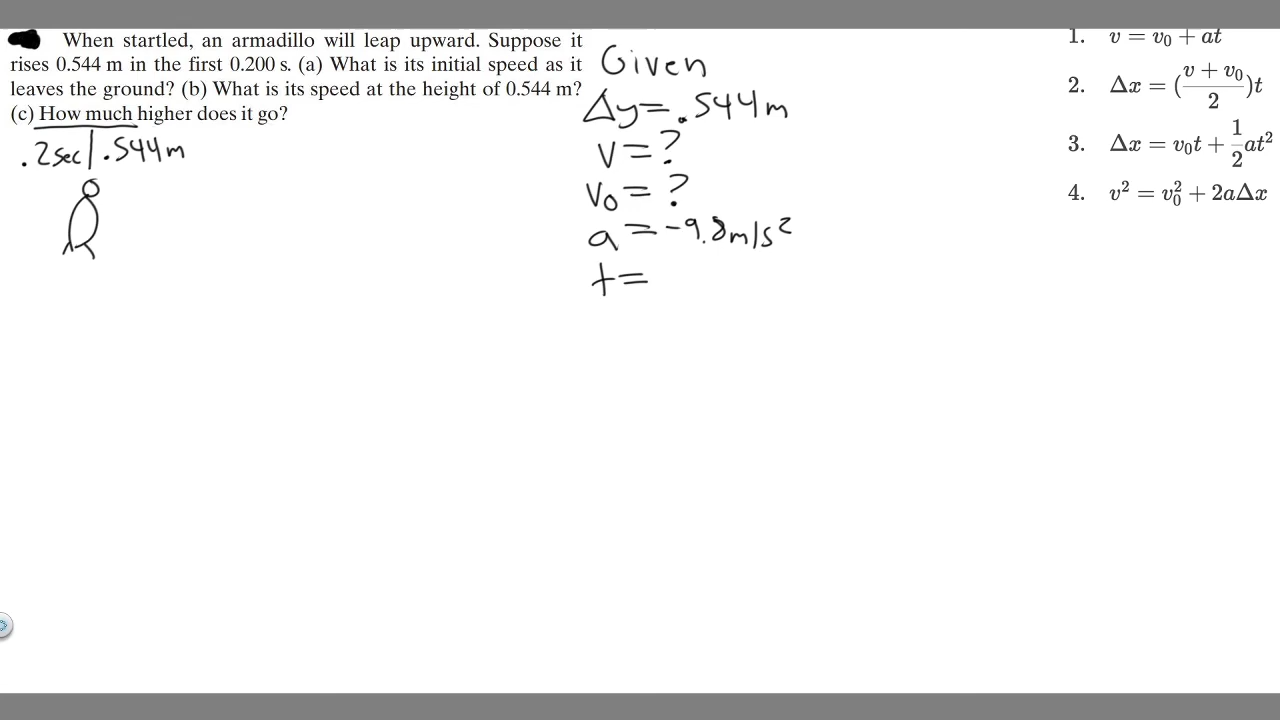 When startled, an armadillo will leap upward. Suppose it
rises 0.544 m in the first 0.200 s. (a) What is its initial speed as it
leaves the ground? (b) What is its speed at the height of 0.544 m?
(c) How much higher does it go?
.2sec | .544m
Given
Δy = .544m
v = ?
v₀ = ?
a = -9.8m/s²
t =
1. v = v₀ + at
2. Δx = ((v + v₀)/2)t
3. Δx = v₀t + 1/2 at²
4. v² = v₀² + 2aΔx